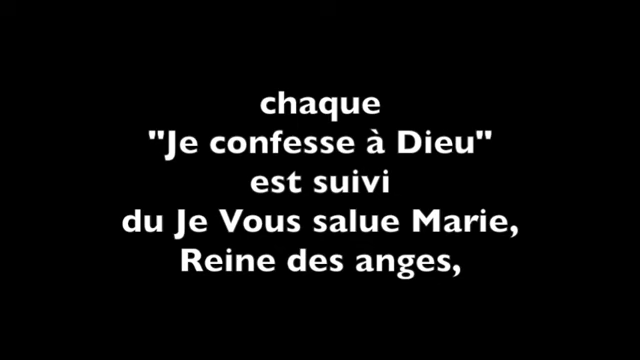 chaque
"Je confesse à Dieu"
est suivi
du Je Vous salue Marie,
Reine des anges,